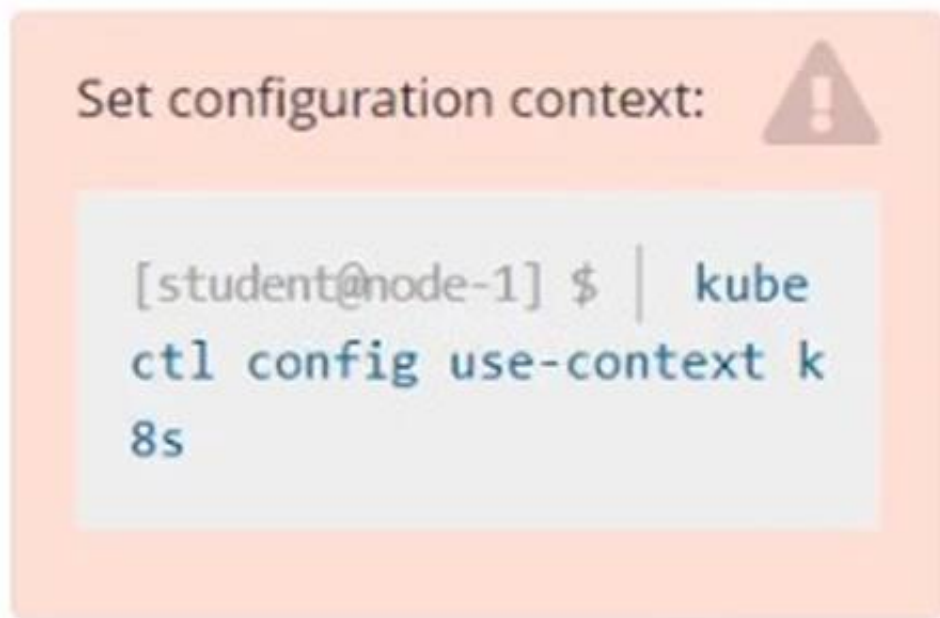 Set configuration context:
[student@node-1] $ | kube
ctl config use-context k
8s